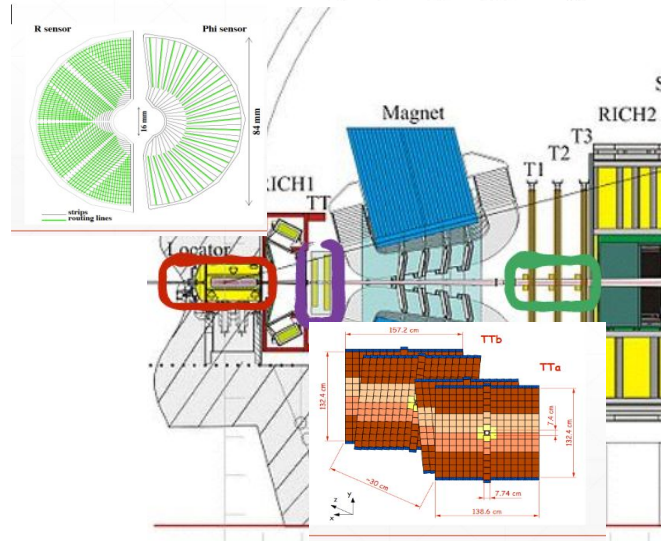 R sensor
Phi sensor
16 mm
84 mm
strips
routing lines
Magnet
RICH2
T3
T2
T1
RICH1
TT
Locator
157.2 cm
TTb
TTa
132.4 cm
7.4 cm
132.4 cm
~30 cm
7.74 cm
138.6 cm
y
z
x